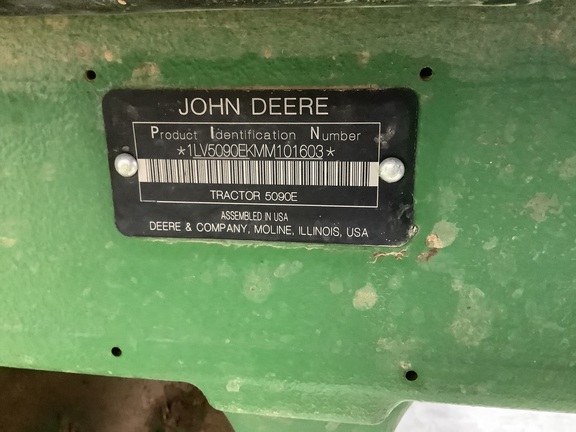 JOHN DEERE
Product Identification Number
*1LV5090EKMM101603*
TRACTOR 5090E
ASSEMBLED IN USA
DEERE & COMPANY, MOLINE, ILLINOIS, USA